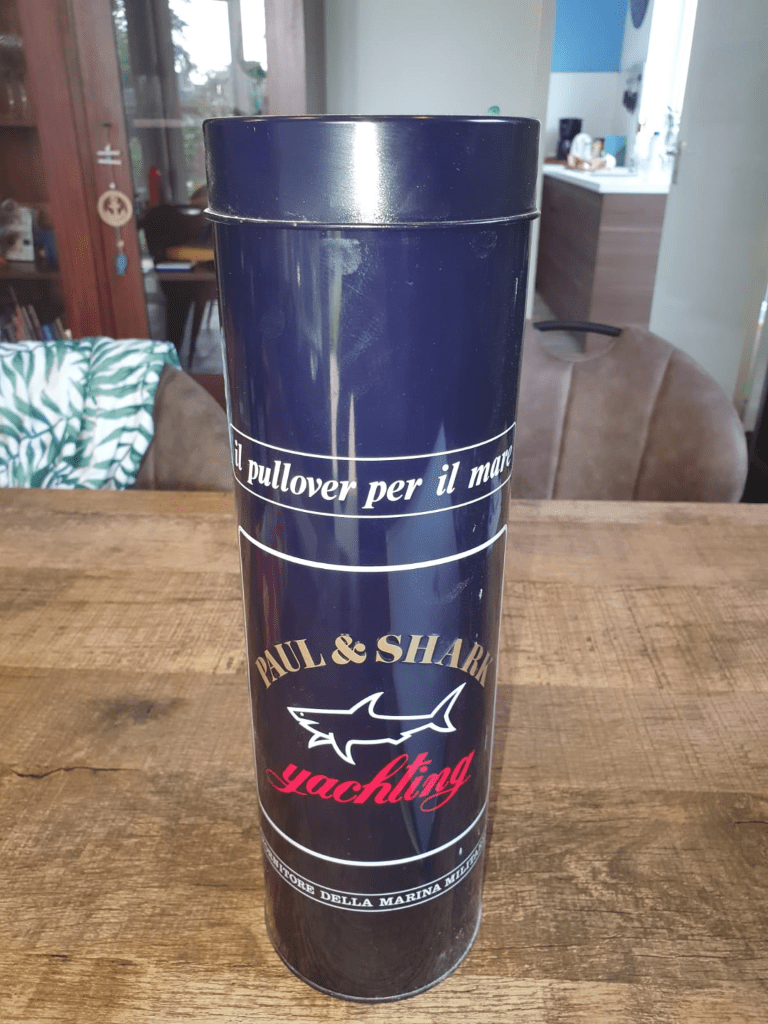 il pullover per il mare
PAUL & SHARK
yachting
DELLA MARINA